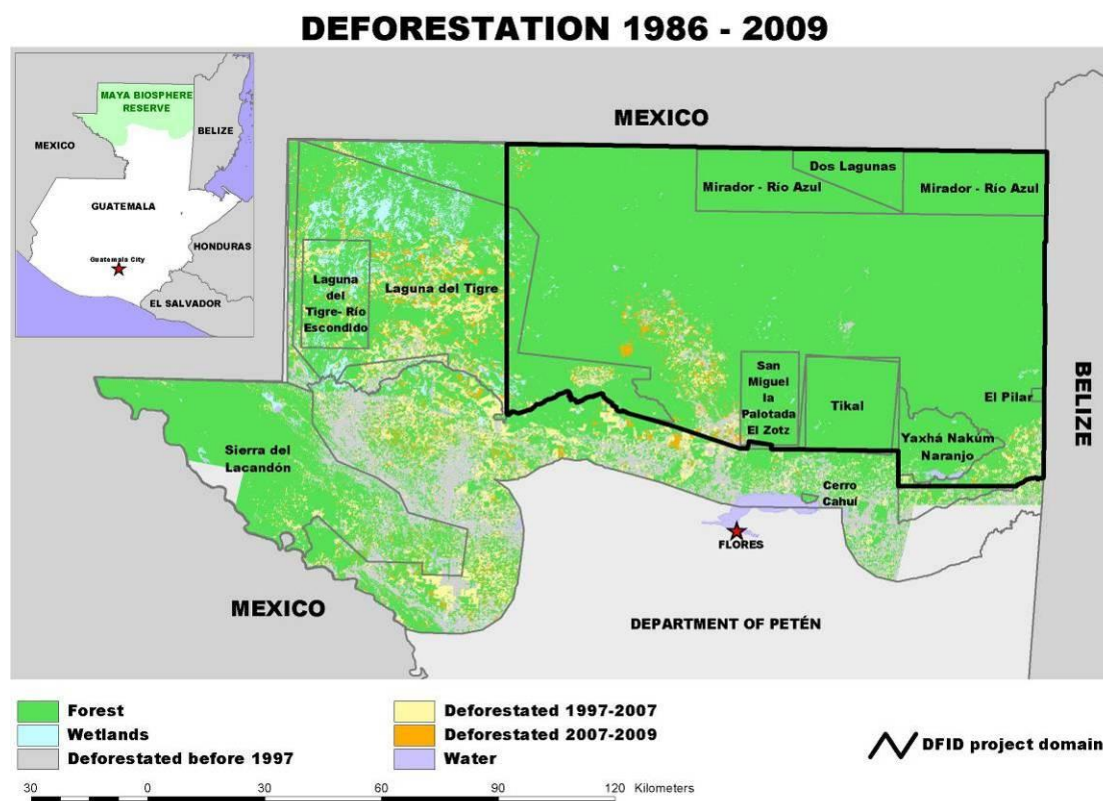 DEFORESTATION 1986 - 2009
MAYA BIOSPHERE
RESERVE
MEXICO
BELIZE
GUATEMALA
Guatemala City
HONDURAS
EL SALVADOR
MEXICO
Dos Lagunas
Mirador - Río Azul
Mirador - Río Azul
Laguna
del
Tigre- Río
Escondido
Laguna del Tigre
San
Miguel
la
Palotada
El Zotz
Tikal
El Pilar
Yaxhá Nakúm
Naranjo
BELIZE
Sierra del
Lacandón
Cerro
Cahuí
FLORES
MEXICO
DEPARTMENT OF PETÉN
Forest
Wetlands
Deforestated before 1997
Deforestated 1997-2007
Deforestated 2007-2009
Water
DFID project domain
30 0 30 60 90 120 Kilometers